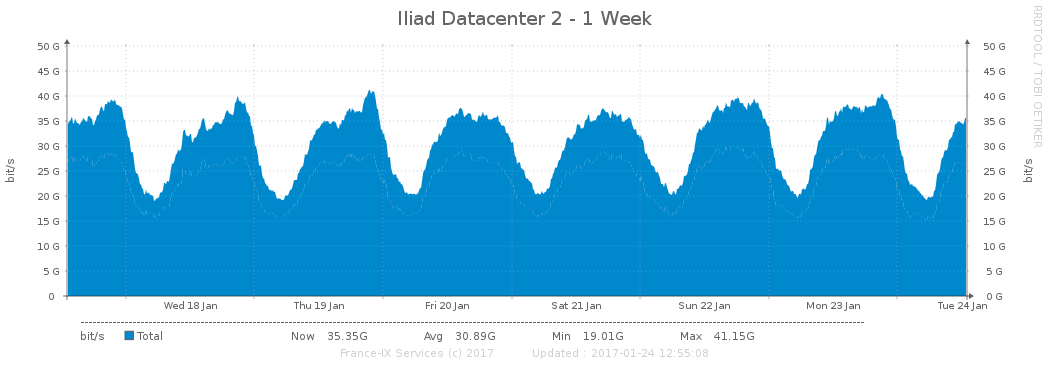 Iliad Datacenter 2 - 1 Week
RRDTOOL / TOBI OETIKER
bit/s
50 G 50 G
45 G 45 G
40 G 40 G
35 G 35 G
30 G 30 G
25 G 25 G
20 G 20 G
15 G 15 G
10 G 10 G
5 G 5 G
0 0 G
bit/s
Wed 18 Jan Thu 19 Jan Fri 20 Jan Sat 21 Jan Sun 22 Jan Mon 23 Jan Tue 24 Jan
bit/s Total Now 35.35G Avg 30.89G Min 19.01G Max 41.15G
France-IX Services (c) 2017 Updated : 2017-01-24 12:55:08